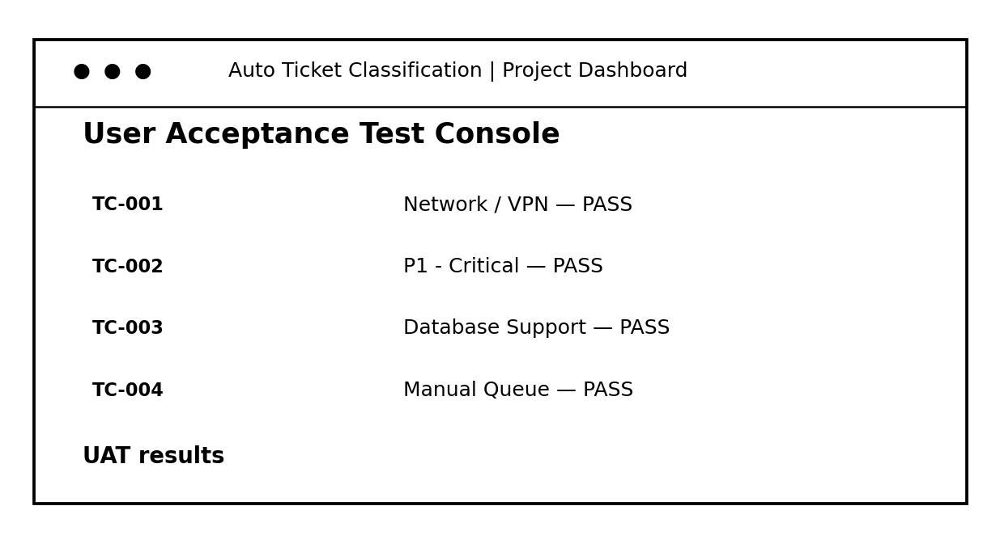 Auto Ticket Classification | Project Dashboard
User Acceptance Test Console
TC-001 Network / VPN — PASS
TC-002 P1 - Critical — PASS
TC-003 Database Support — PASS
TC-004 Manual Queue — PASS
UAT results